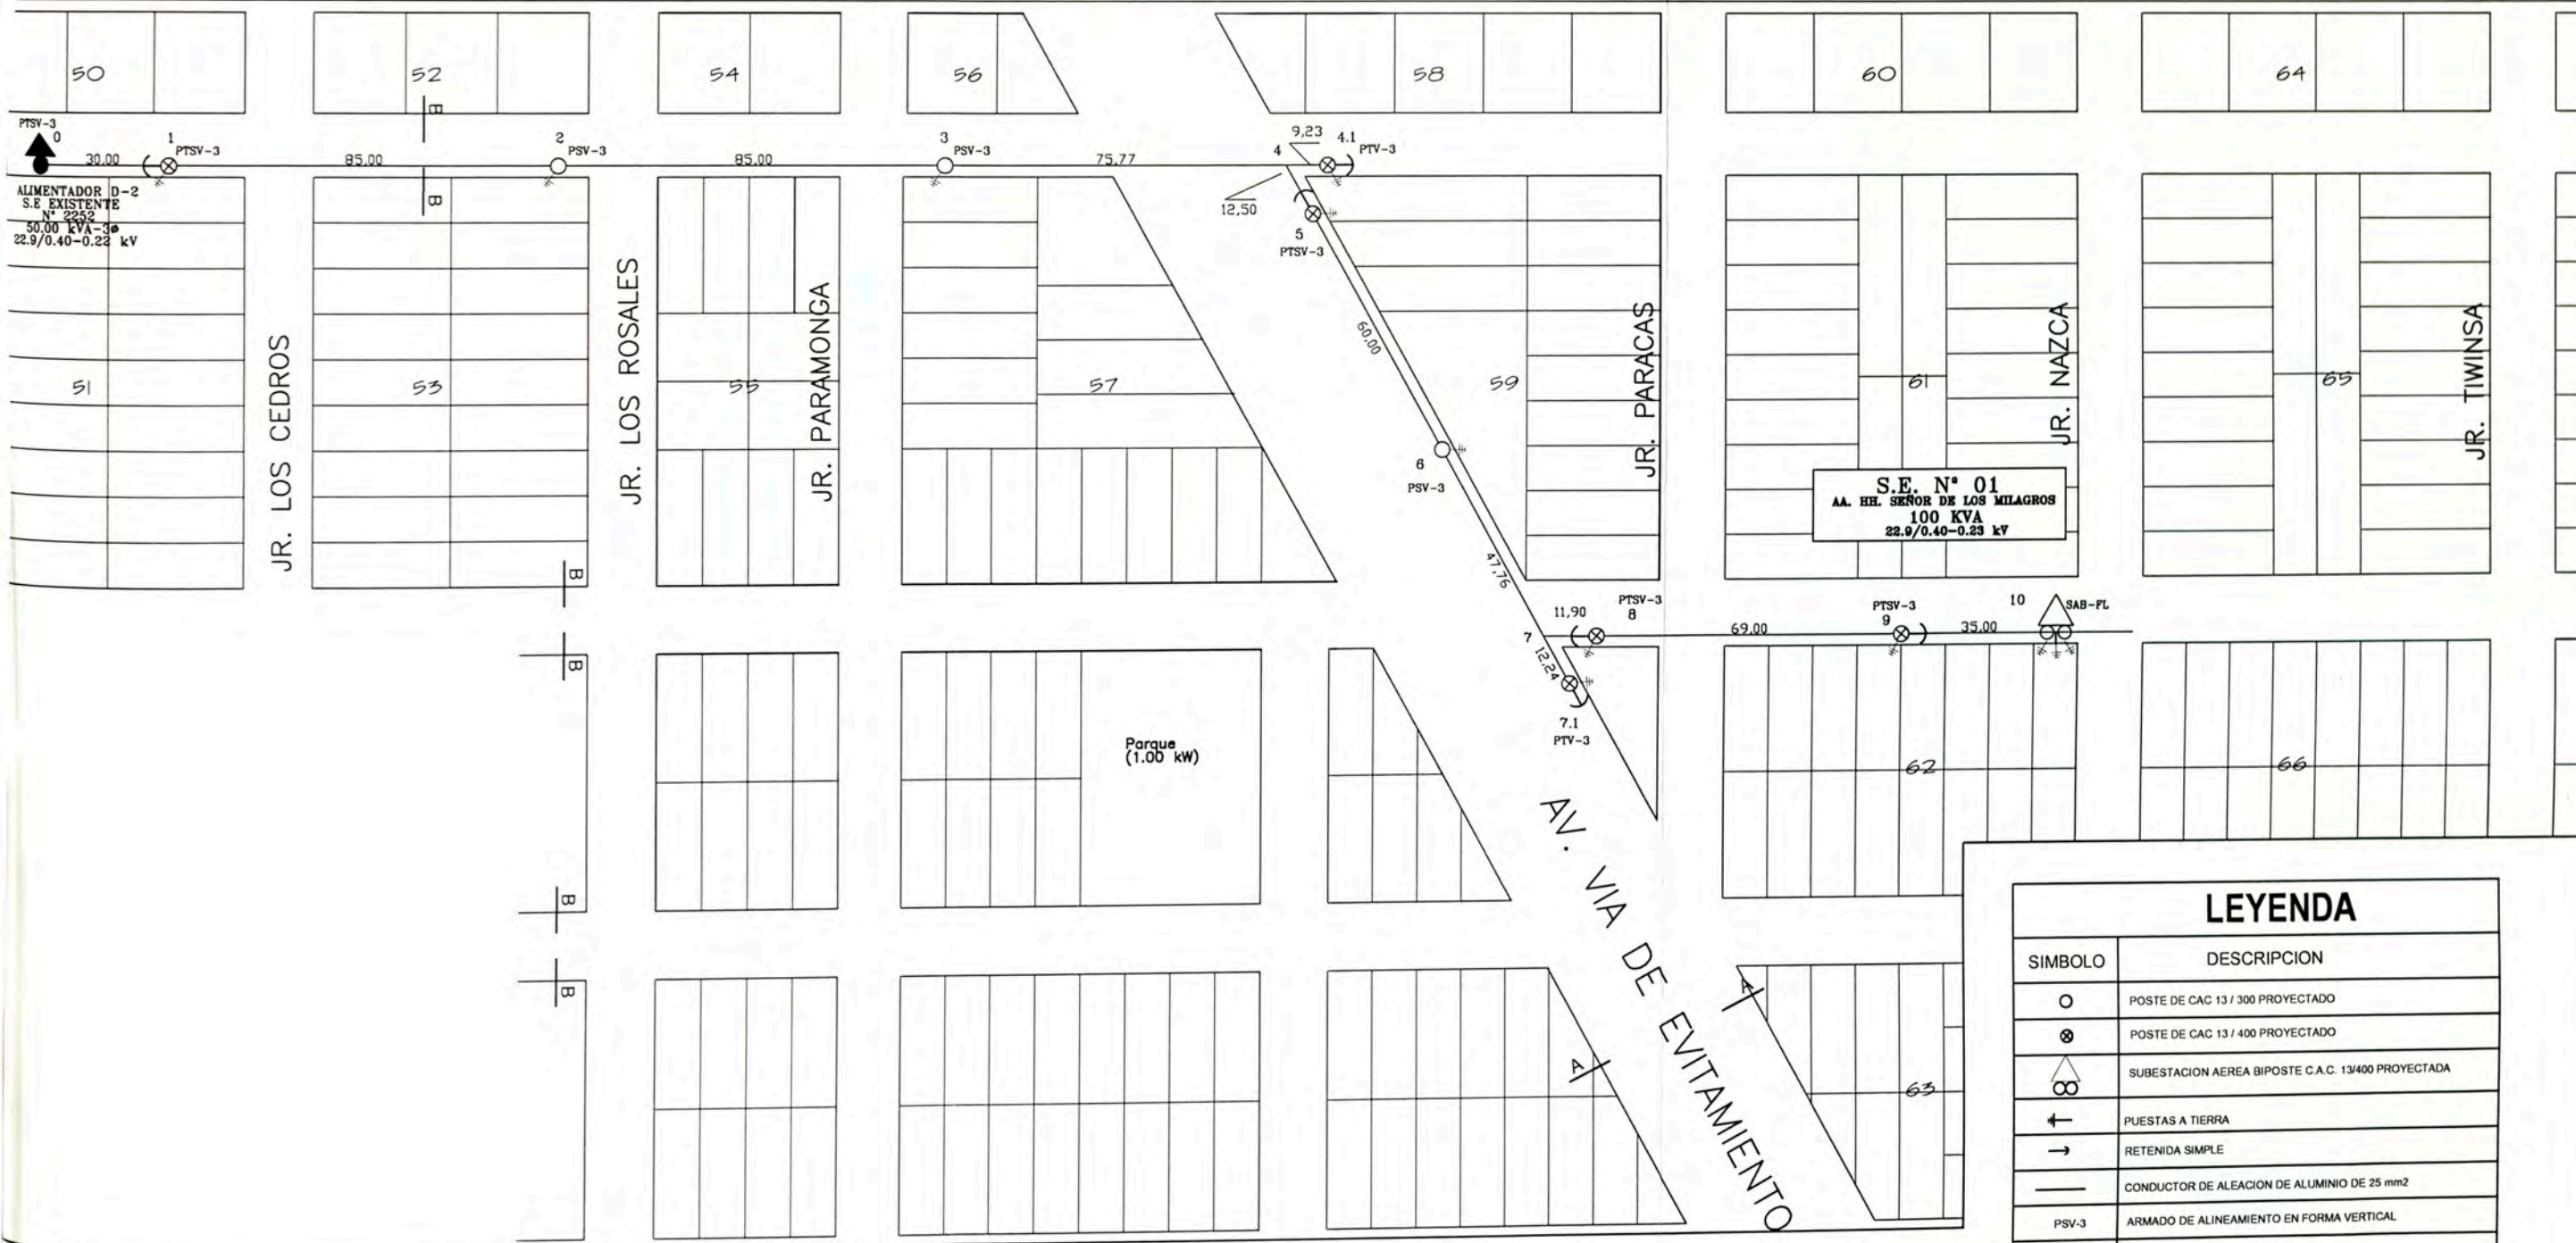 50
52
54
56
58
60
64
B
PTSV-3
0
1
PTSV-3
2
PSV-3
3
PSV-3
4
9,23
4.1
PTV-3
30.00
85.00
85.00
75.77
12,50
B
ALIMENTADOR D-2
S.E EXISTENTE
N° 2252
50.00 kVA-3ø
22.9/0.40-0.22 kV
5
PTSV-3
60.00
6
PSV-3
47.76
51
53
55
57
59
61
65
JR. LOS CEDROS
JR. LOS ROSALES
JR. PARAMONGA
JR. PARACAS
JR. NAZCA
JR. TIWINSA
S.E. N° 01
AA. HH. SEÑOR DE LOS MILAGROS
100 KVA
22.9/0.40-0.23 kV
B
B
B
B
7
11,90
PTSV-3
8
69.00
PTSV-3
9
35.00
10
SAB-FL
12.24
7.1
PTV-3
Parque
(1.00 kW)
62
66
AV. VIA DE EVITAMIENTO
A
A
63
LEYENDA
SIMBOLO DESCRIPCION
POSTE DE CAC 13 / 300 PROYECTADO
POSTE DE CAC 13 / 400 PROYECTADO
SUBESTACION AEREA BIPOSTE C.A.C. 13/400 PROYECTADA
PUESTAS A TIERRA
RETENIDA SIMPLE
CONDUCTOR DE ALEACION DE ALUMINIO DE 25 mm2
PSV-3 ARMADO DE ALINEAMIENTO EN FORMA VERTICAL